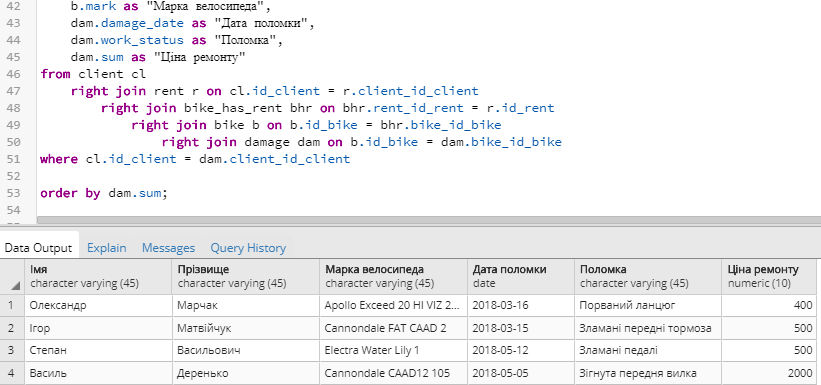 42 b.mark as "Марка велосипеда",
43 dam.damage_date as "Дата поломки",
44 dam.work_status as "Поломка",
45 dam.sum as "Ціна ремонту"
46 from client cl
47 right join rent r on cl.id_client = r.client_id_client
48 right join bike_has_rent bhr on bhr.rent_id_rent = r.id_rent
49 right join bike b on b.id_bike = bhr.bike_id_bike
50 right join damage dam on b.id_bike = dam.bike_id_bike
51 where cl.id_client = dam.client_id_client
52
53 order by dam.sum;
54
Data Output Explain Messages Query History
Імя Прізвище Марка велосипеда Дата поломки Поломка Ціна ремонту
character varying (45) character varying (45) character varying (45) date character varying (45) numeric (10)
1 Олександр Марчак Apollo Exceed 20 HI VIZ 2... 2018-03-16 Порваний ланцюг 400
2 Ігор Матвійчук Cannondale FAT CAAD 2 2018-03-15 Зламані передні тормоза 500
3 Степан Васильович Electra Water Lily 1 2018-05-12 Зламані педалі 500
4 Василь Деренько Cannondale CAAD12 105 2018-05-05 Зігнута передня вилка 2000